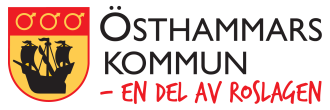 ÖSTHAMMARS
KOMMUN
– EN DEL AV ROSLAGEN